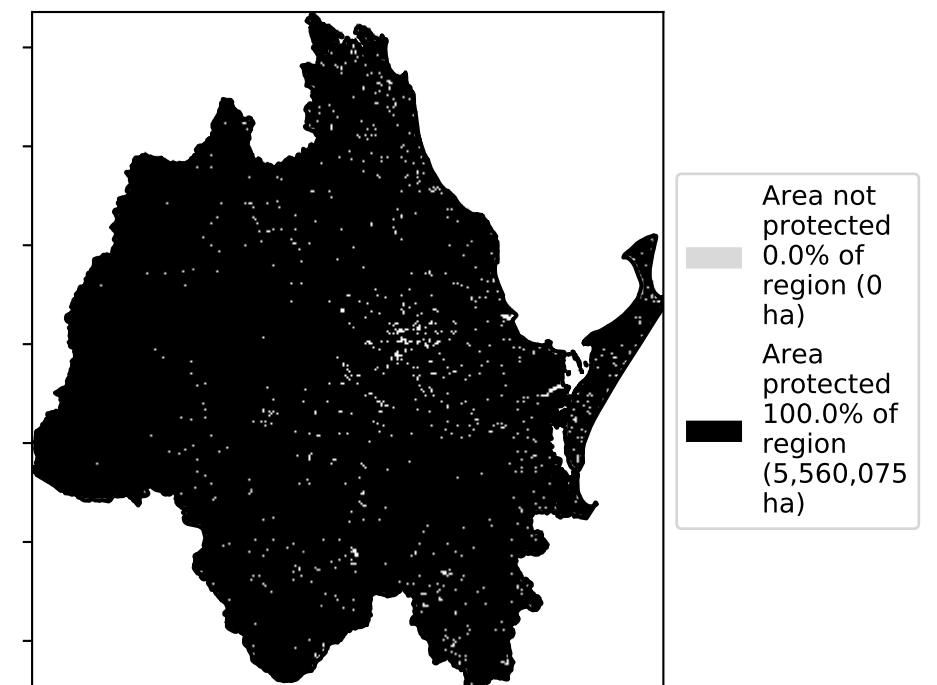 Area not
protected
0.0% of
region (0
ha)
Area
protected
100.0% of
region
(5,560,075
ha)